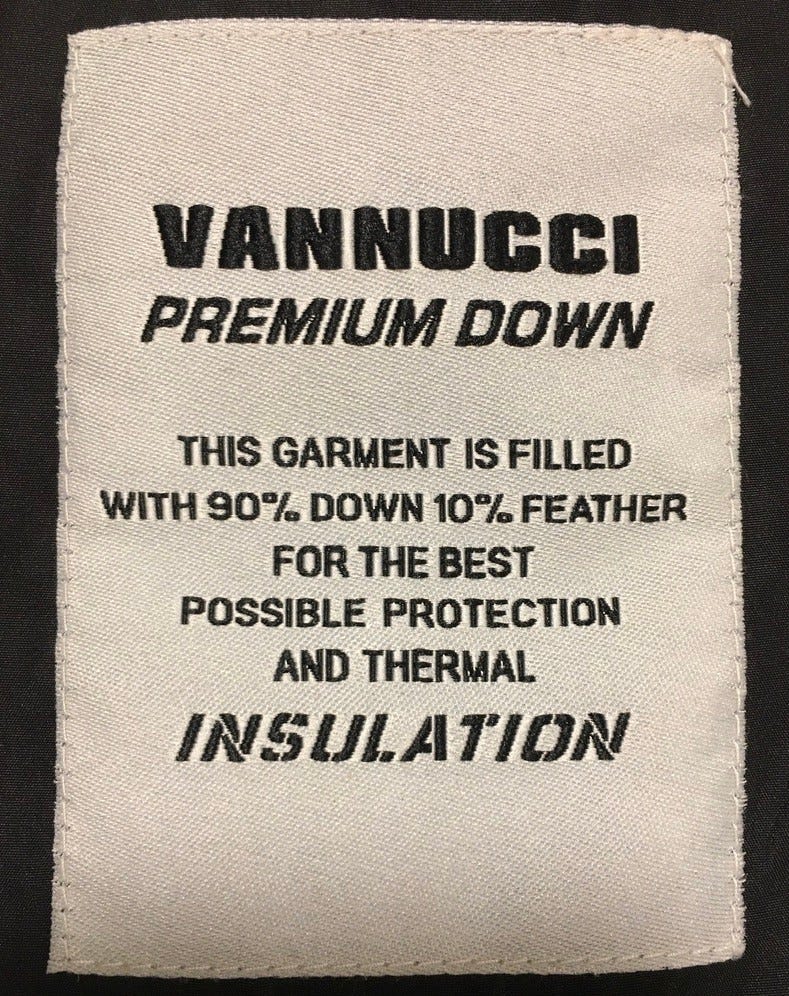 VANNUCCI
PREMIUM DOWN
THIS GARMENT IS FILLED
WITH 90% DOWN 10% FEATHER
FOR THE BEST
POSSIBLE PROTECTION
AND THERMAL
INSULATION